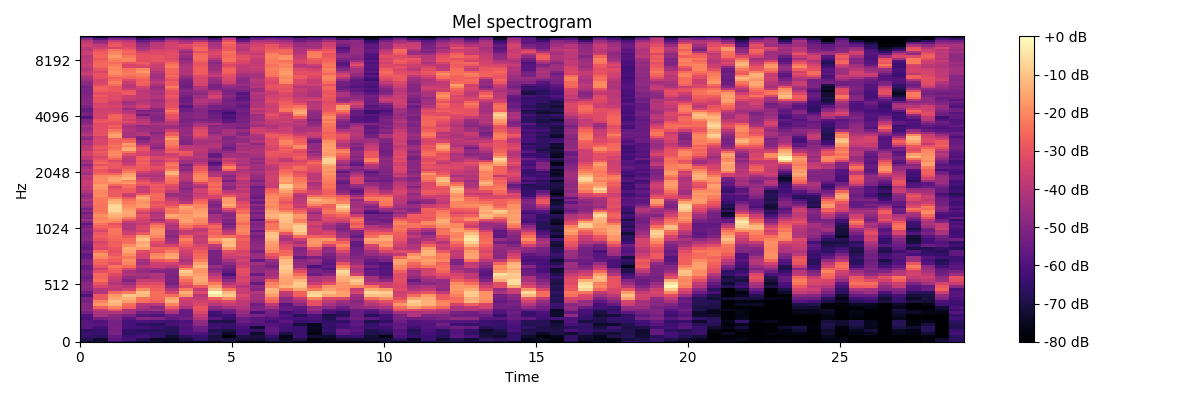 Mel spectrogram
8192
4096
2048
1024
512
0
Hz
0
5
10
15
20
25
Time
+0 dB
-10 dB
-20 dB
-30 dB
-40 dB
-50 dB
-60 dB
-70 dB
-80 dB